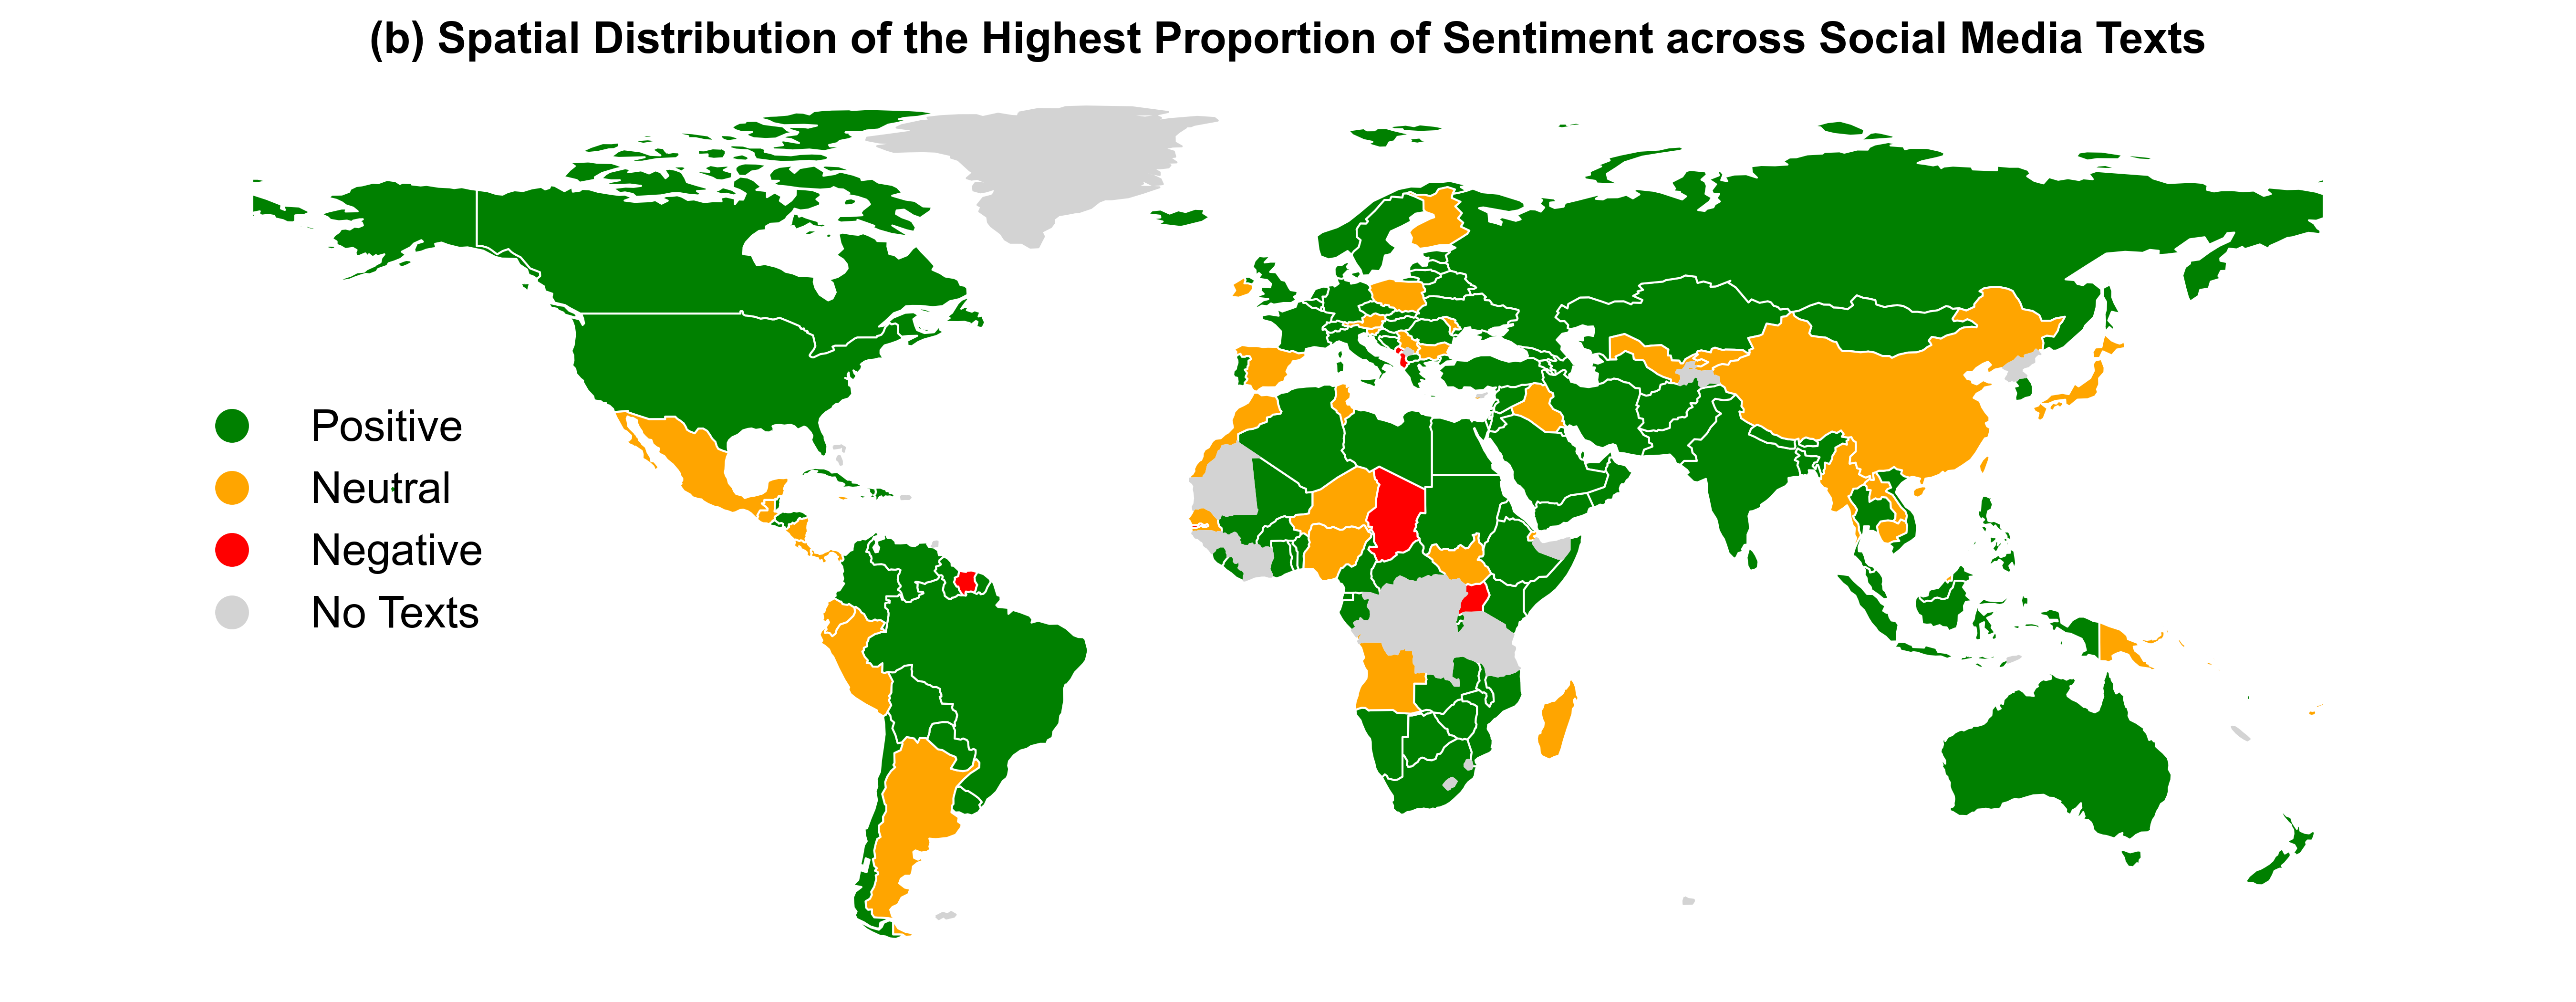 (b) Spatial Distribution of the Highest Proportion of Sentiment across Social Media Texts
Positive
Neutral
Negative
No Texts